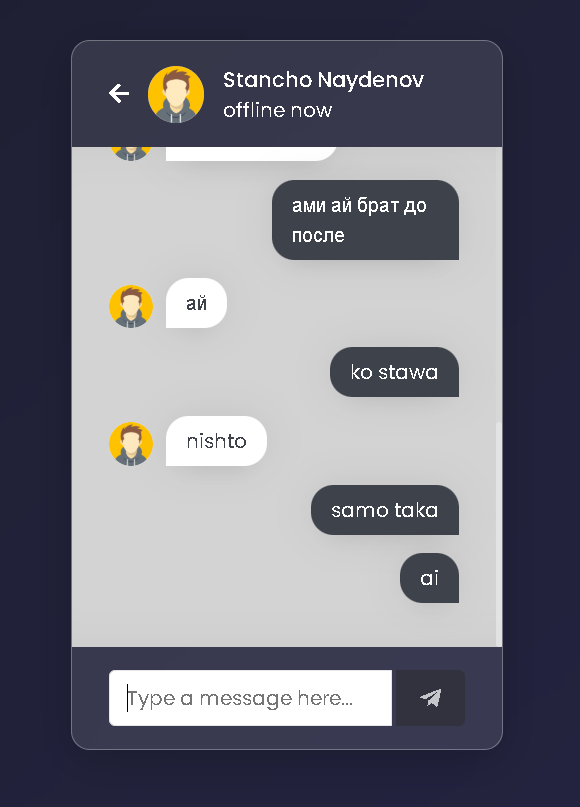 Stancho Naydenov
offline now
ами ай брат до
после
ай
ko stawa
nishto
samo taka
ai
Type a message here...